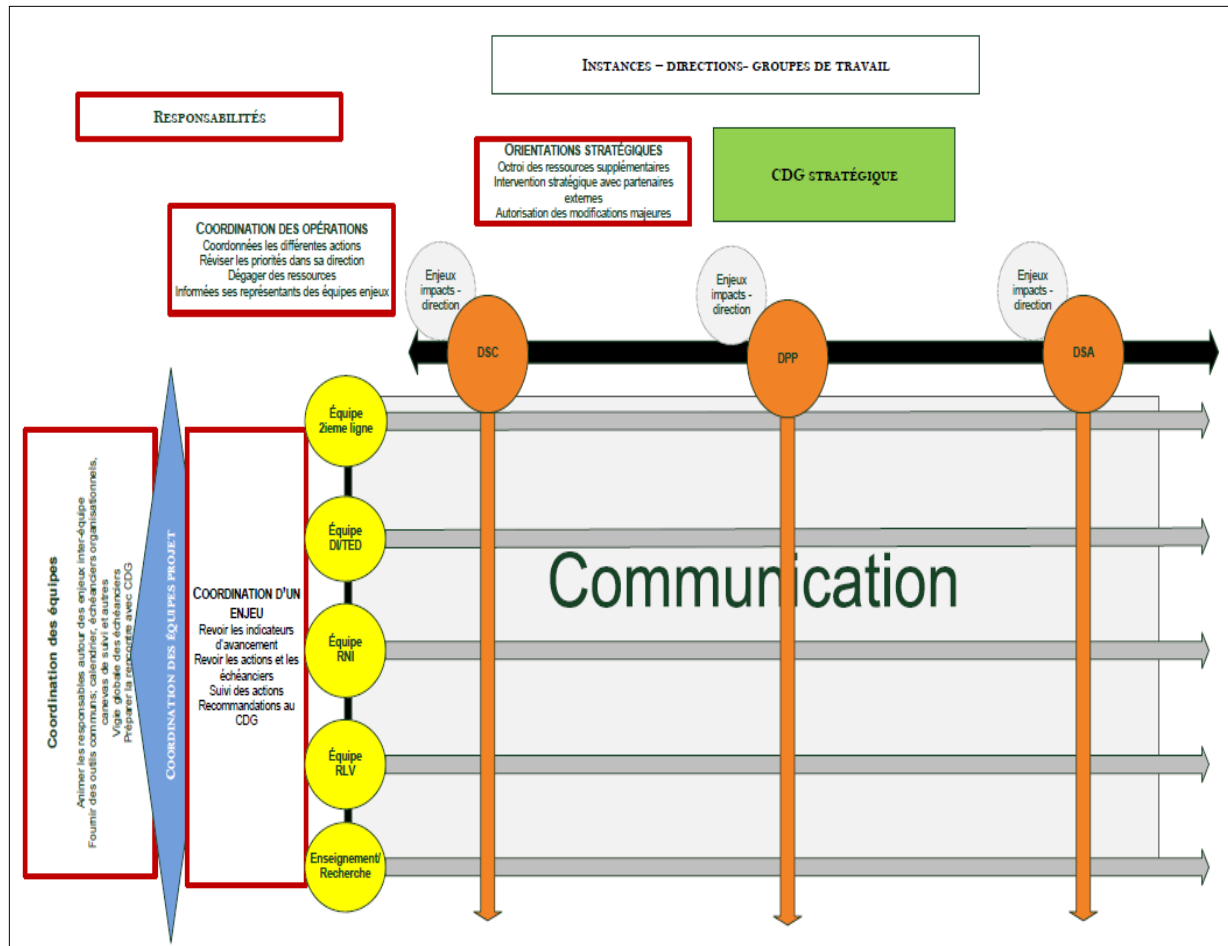 INSTANCES – DIRECTIONS- GROUPES DE TRAVAIL
RESPONSABILITÉS
ORIENTATIONS STRATÉGIQUES
Octroi des ressources supplémentaires
Intervention stratégique avec partenaires
externes
Autorisation des modifications majeures
CDG STRATÉGIQUE
COORDINATION DES OPÉRATIONS
Coordonnées les différentes actions
Réviser les priorités dans sa direction
Dégager des ressources
Informées ses représentants des équipes enjeux
Enjeux
impacts -
direction
Enjeux
impacts -
direction
Enjeux
impacts -
direction
DSC
DPP
DSA
Équipe
2ieme ligne
Équipe
DI/TED
Équipe
RNI
Équipe
RLV
Enseignement/
Recherche
Communication
Coordination des équipes
Animer les responsables autour des enjeux inter-équipe
Fournir des outils communs; calendrier, échéanciers organisationnels,
canevas de suivi et autres
Vigie globale des échéanciers
Préparer la rencontre avec CDG
COORDINATION DES ÉQUIPES PROJET
COORDINATION D'UN
ENJEU
Revoir les indicateurs
d'avancement
Revoir les actions et les
échéanciers
Suivi des actions
Recommandations au
CDG